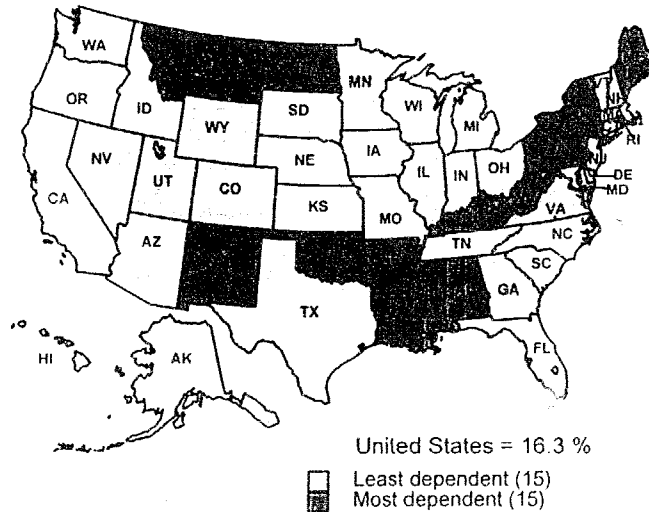 WA
MN
OR
ID
SD
WI
MI
WY
NV
NE
IA
UT
CO
IL
IN
OH
CA
KS
MO
VT
NH
MA
RI
NJ
DE
MD
VA
AZ
TN
NC
SC
GA
TX
FL
HI
AK
United States = 16.3 %
Least dependent (15)
Most dependent (15)